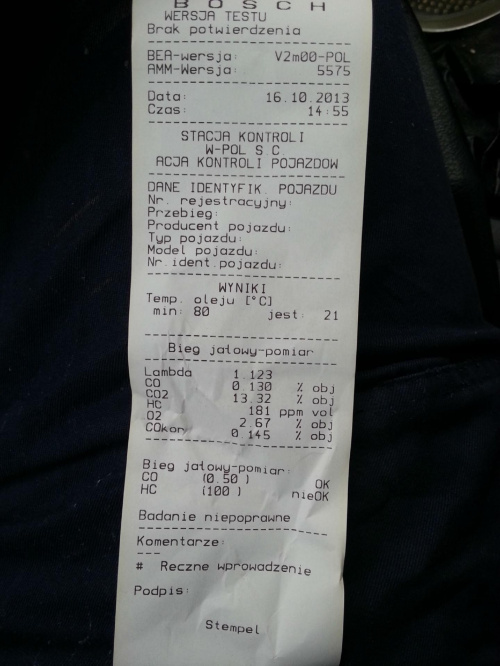 BOSCH
WERSJA TESTU
Brak potwierdzenia
BEA-wersja: V2m00-POL
AMM-Wersja: 5575
Data: 16.10.2013
Czas: 14:55
STACJA KONTROLI
W-POL S.C.
ACJA KONTROLI POJAZDOW
DANE IDENTYFIK. POJAZDU
Nr. rejestracyjny:
Przebieg:
Producent pojazdu:
Typ pojazdu:
Model pojazdu:
Nr.ident.pojazdu:
WYNIKI
Temp. oleju [°C]
min: 80 jest: 21
Bieg jałowy-pomiar
Lambda 1.123
CO 0.130 % obj
CO2 13.32 % obj
HC 181 ppm vol
O2 2.67 % obj
COkor 0.145 % obj
Bieg jałowy-pomiar:
CO (0.50 ) OK
HC (100 ) nieOK
Badanie niepoprawne
Komentarze:
---
# Reczne wprowadzenie
Podpis:
Stempel